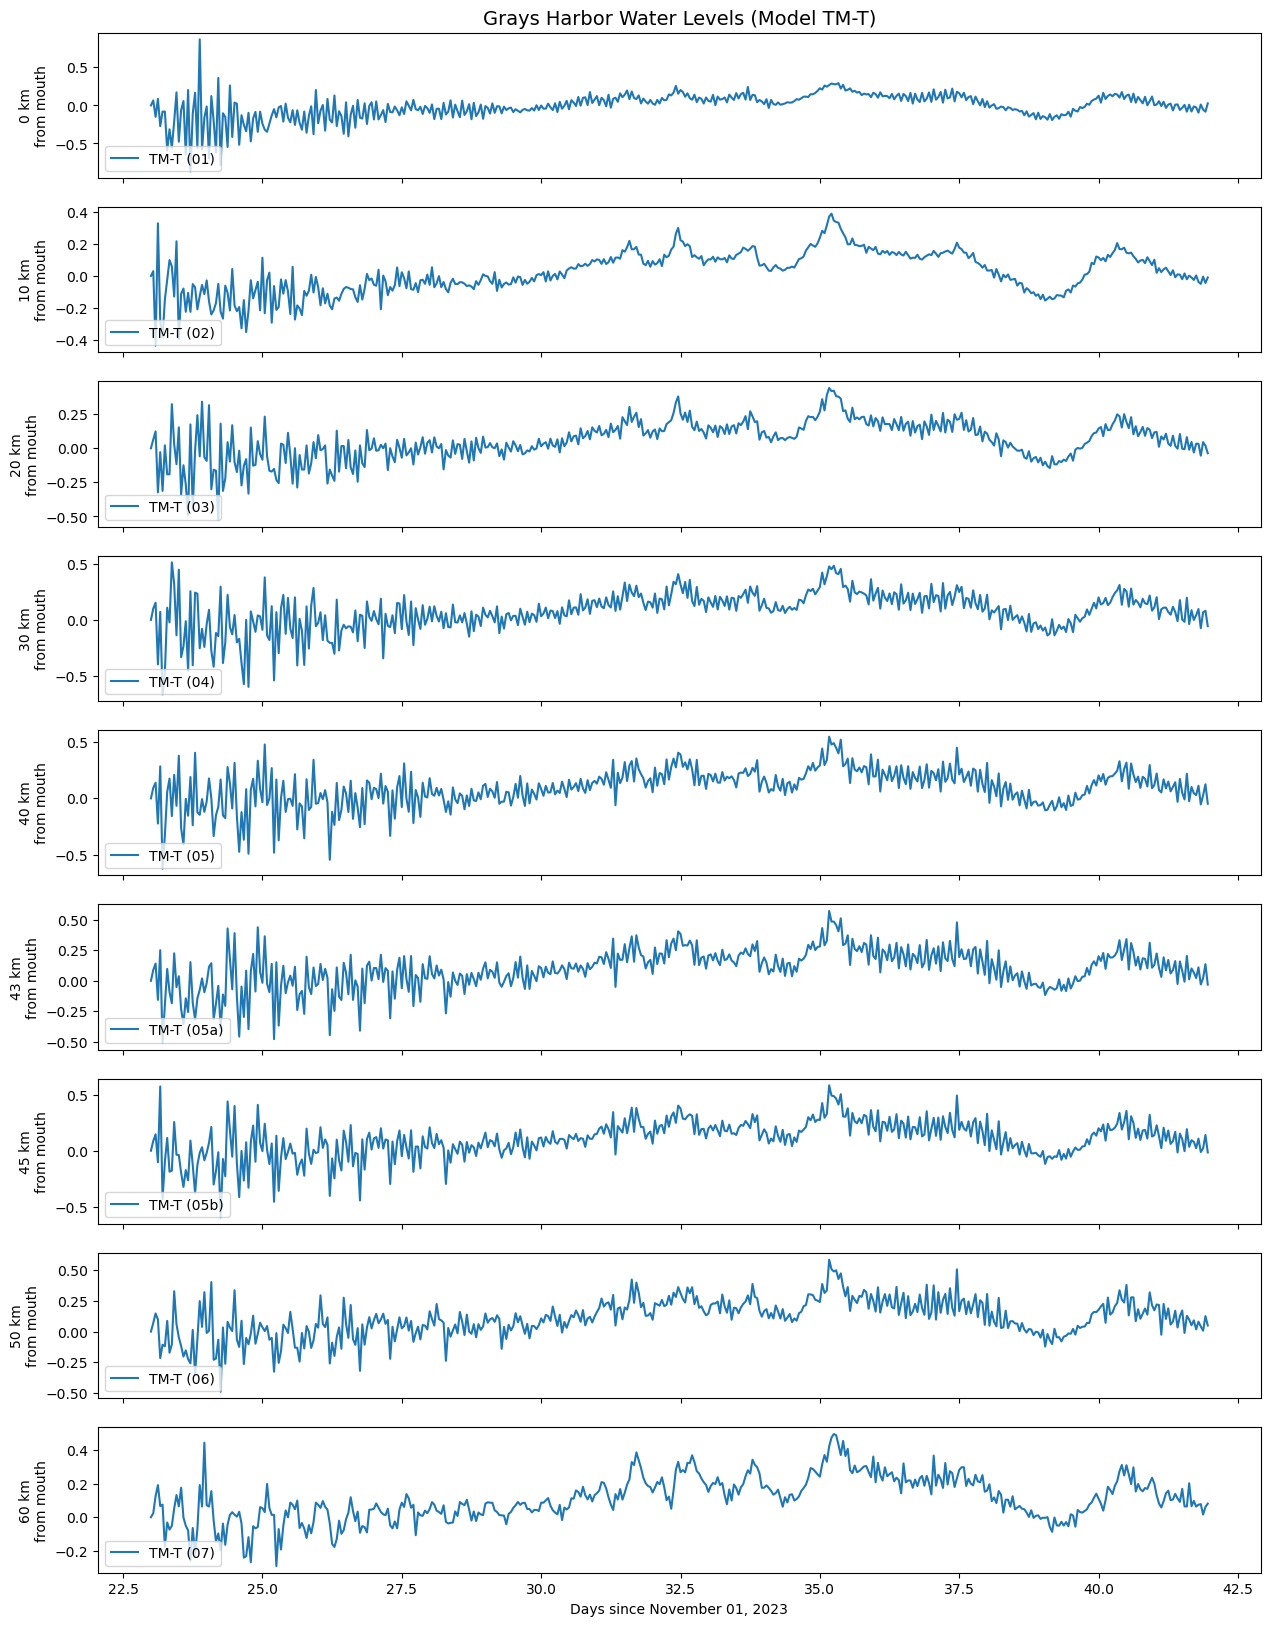 Grays Harbor Water Levels (Model TM-T)
0 km
from mouth
0.5
0.0
−0.5
TM-T (01)
10 km
from mouth
0.4
0.2
0.0
−0.2
−0.4
TM-T (02)
20 km
from mouth
0.25
0.00
−0.25
−0.50
TM-T (03)
30 km
from mouth
0.5
0.0
−0.5
TM-T (04)
40 km
from mouth
0.5
0.0
−0.5
TM-T (05)
43 km
from mouth
0.50
0.25
0.00
−0.25
−0.50
TM-T (05a)
45 km
from mouth
0.5
0.0
−0.5
TM-T (05b)
50 km
from mouth
0.50
0.25
0.00
−0.25
−0.50
TM-T (06)
60 km
from mouth
0.4
0.2
0.0
−0.2
TM-T (07)
22.5 25.0 27.5 30.0 32.5 35.0 37.5 40.0 42.5
Days since November 01, 2023